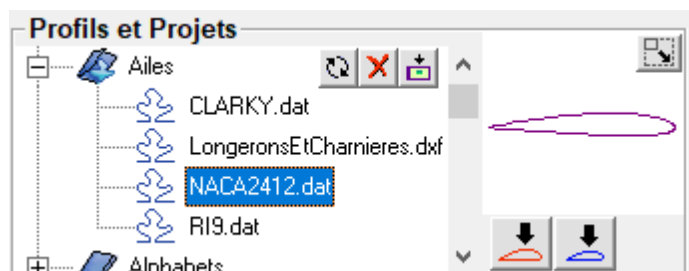 Profils et Projets
Ailes
CLARKY.dat
LongeronsEtCharnieres.dxf
NACA2412.dat
RI9.dat
Alphabets